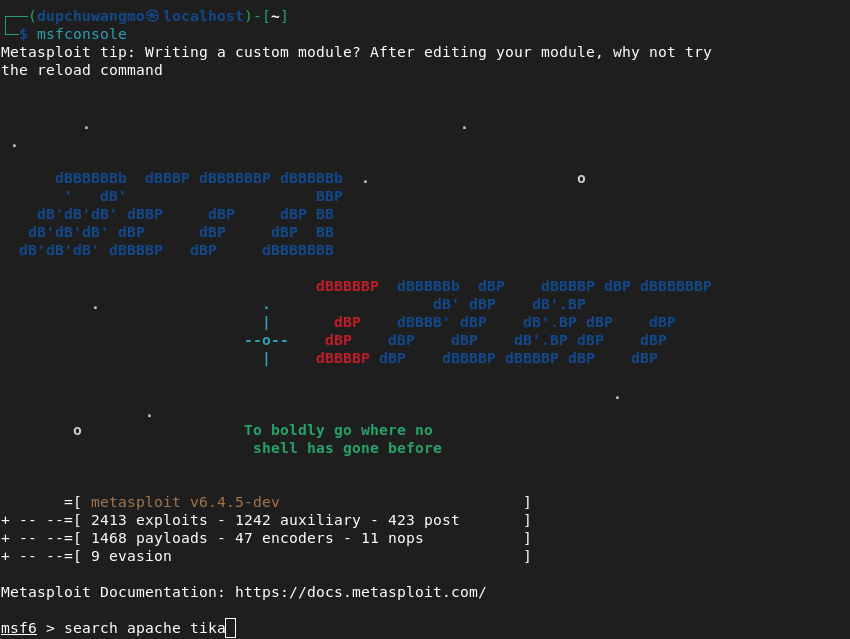 ┌──(dupchuwangmo㉿localhost)-[~]
└─$ msfconsole
Metasploit tip: Writing a custom module? After editing your module, why not try
the reload command
      dBBBBBBb  dBBBP dBBBBBBP dBBBBBb  .                       o
       '   dB'                     BBP
    dB'dB'dB' dBBP     dBP     dBP BB
   dB'dB'dB' dBP      dBP     dBP  BB
  dB'dB'dB' dBBBBP   dBP     dBBBBBBB
                                   dBBBBBP  dBBBBBb  dBP    dBBBBP dBP dBBBBBBP
          .                  .                  dB' dBP    dB'.BP
                             |       dBP    dBBBB' dBP    dB'.BP dBP    dBP
                           --o--    dBP    dBP    dBP    dB'.BP dBP    dBP
                             |     dBBBBP dBP    dBBBBP dBBBBP dBP    dBP
        o                  To boldly go where no
                            shell has gone before
       =[ metasploit v6.4.5-dev                           ]
+ -- --=[ 2413 exploits - 1242 auxiliary - 423 post       ]
+ -- --=[ 1468 payloads - 47 encoders - 11 nops           ]
+ -- --=[ 9 evasion                                       ]
Metasploit Documentation: https://docs.metasploit.com/
msf6 > search apache tika